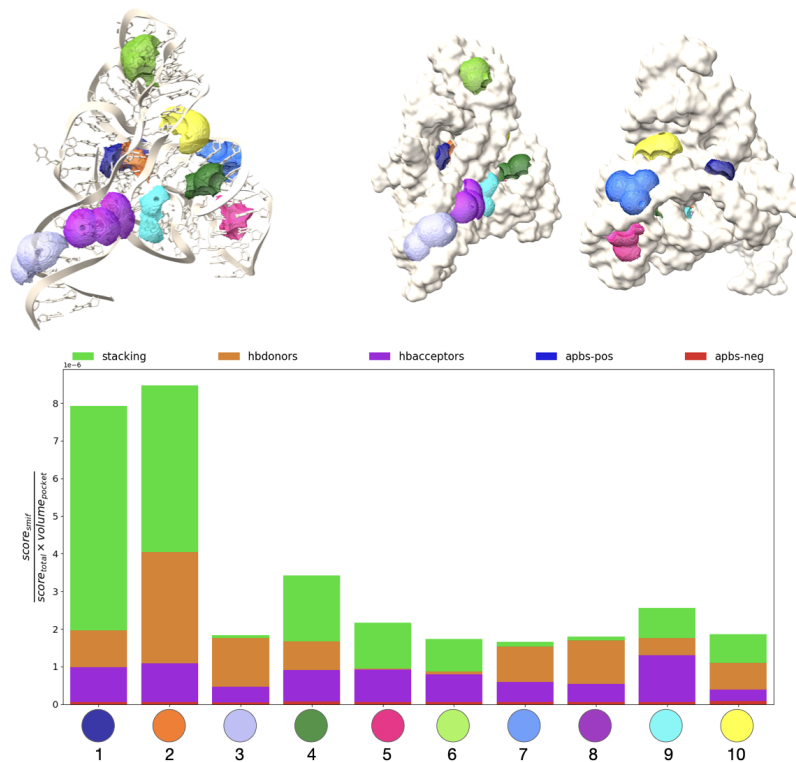 stacking hbdonors hbacceptors apbs-pos apbs-neg
1e−6
8
7
6
5
4
3
2
1
0
score_smif
score_total × volume_pocket
1 2 3 4 5 6 7 8 9 10